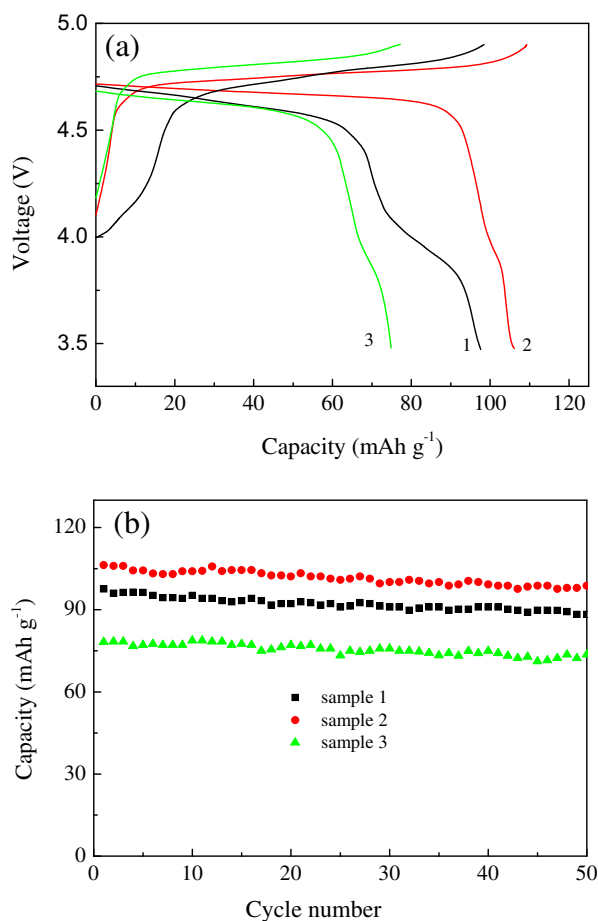 (a)
5.0
4.5
4.0
3.5
Voltage (V)
3
1
2
0
20
40
60
80
100
120
Capacity (mAh g⁻¹)
(b)
120
90
60
30
0
Capacity (mAh g⁻¹)
sample 1
sample 2
sample 3
0
10
20
30
40
50
Cycle number